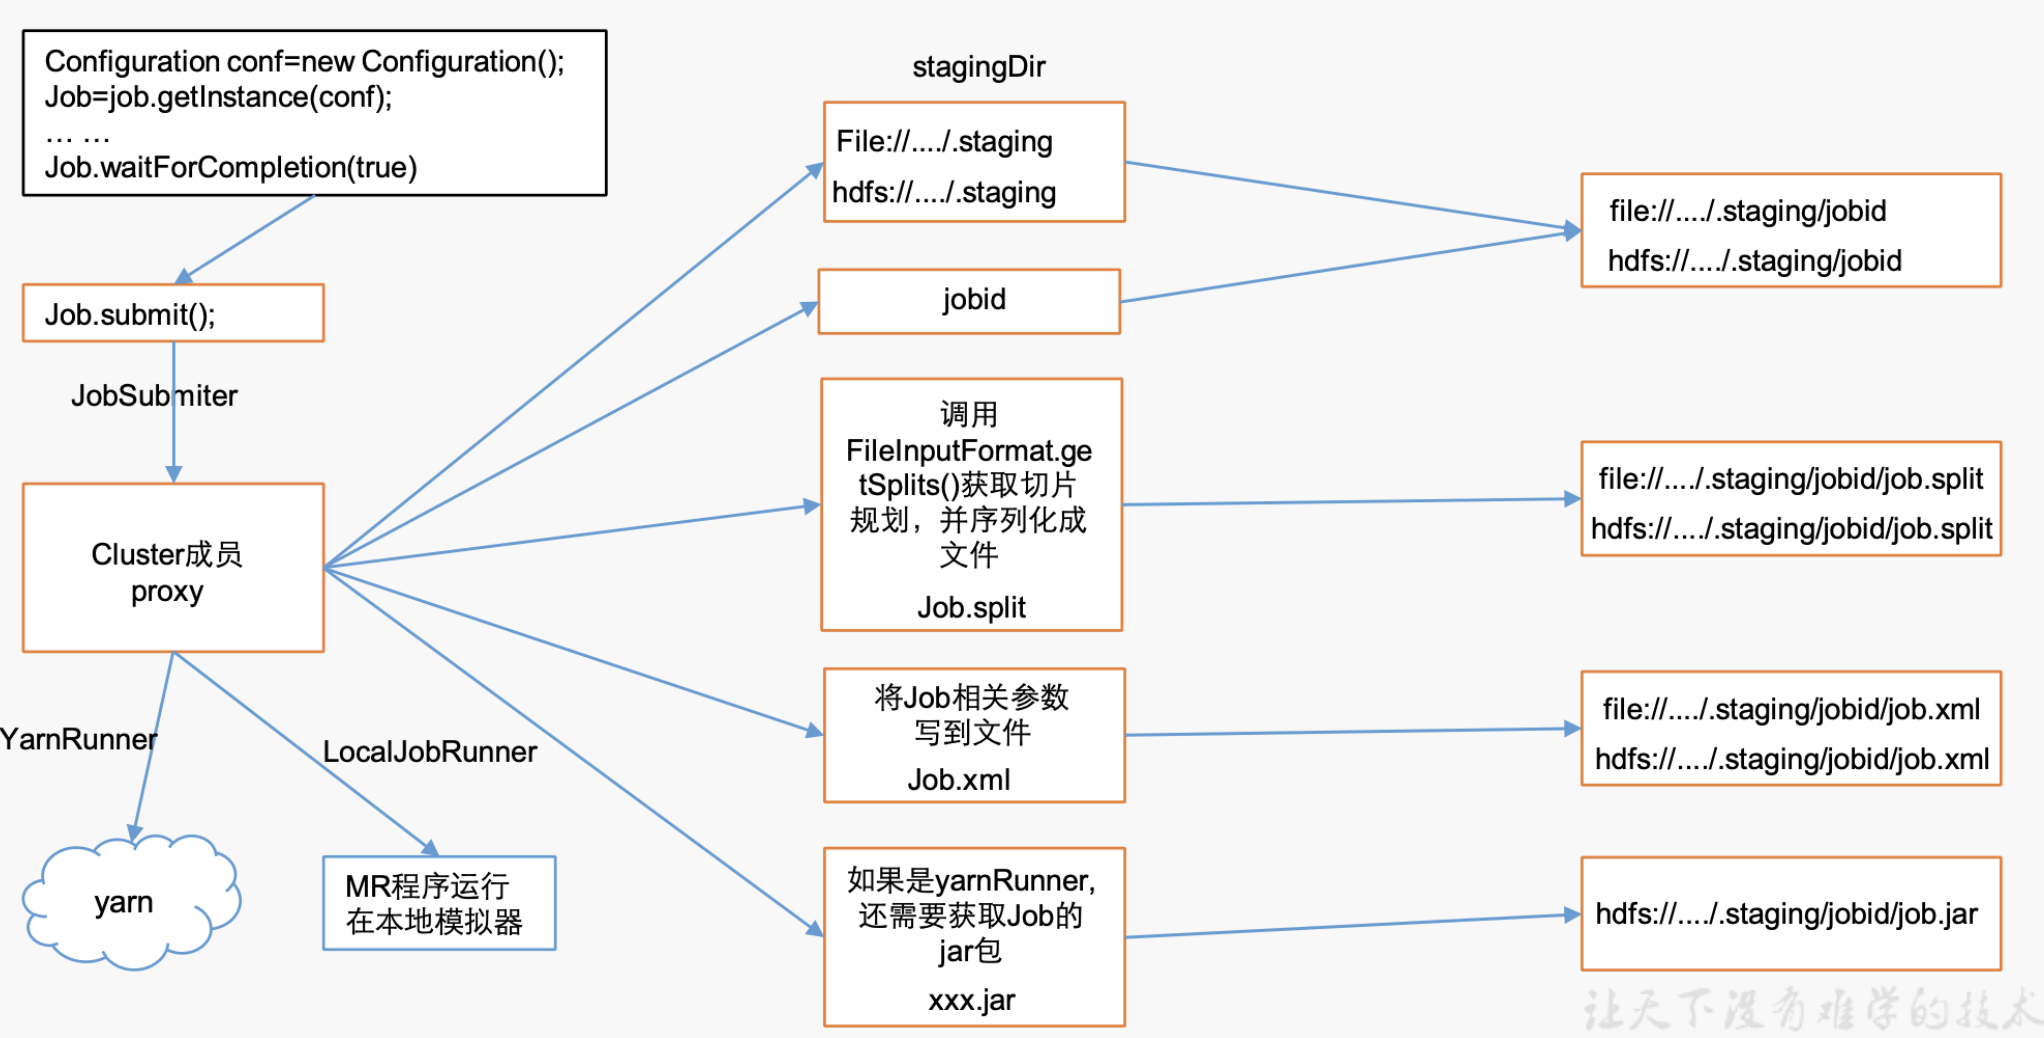 Configuration conf=new Configuration();
Job=job.getInstance(conf);
... ...
Job.waitForCompletion(true)
Job.submit();
JobSubmiter
Cluster成员
proxy
YarnRunner
LocalJobRunner
yarn
MR程序运行
在本地模拟器
stagingDir
File://..../.staging
hdfs://..../.staging
jobid
调用
FileInputFormat.ge
tSplits()获取切片
规划，并序列化成
文件
Job.split
将Job相关参数
写到文件
Job.xml
如果是yarnRunner,
还需要获取Job的
jar包
xxx.jar
file://..../.staging/jobid
hdfs://..../.staging/jobid
file://..../.staging/jobid/job.split
hdfs://..../.staging/jobid/job.split
file://..../.staging/jobid/job.xml
hdfs://..../.staging/jobid/job.xml
hdfs://..../.staging/jobid/job.jar
让天下没有难学的技术